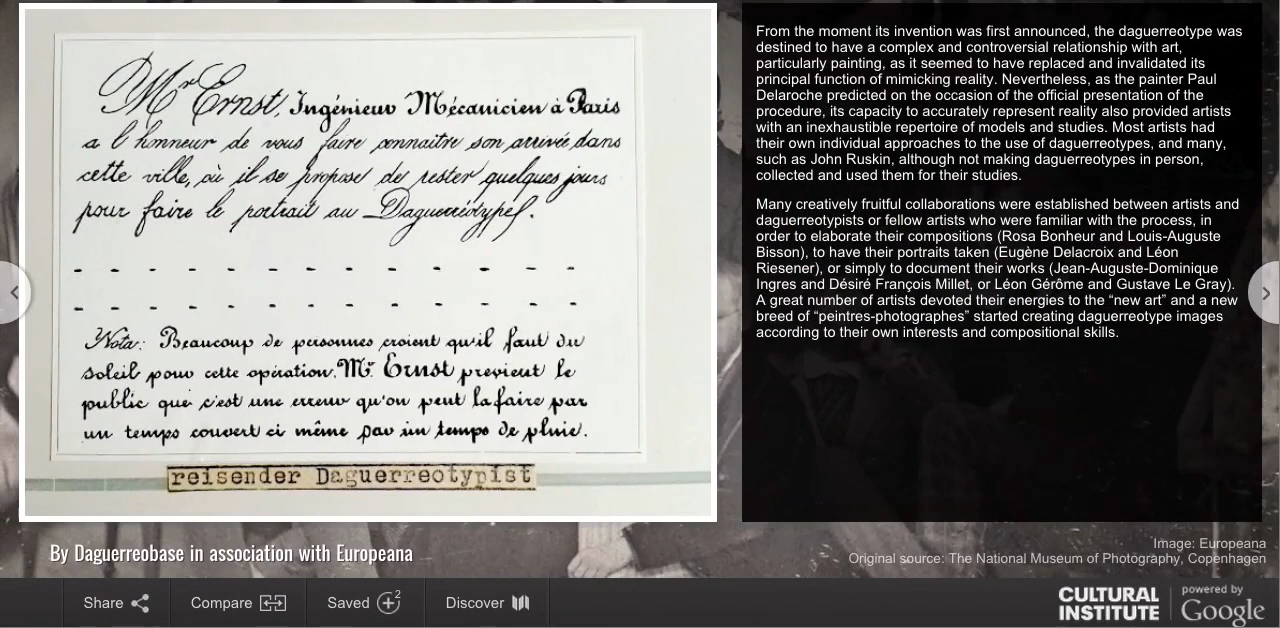 Mr Ernst, Ingénieur Mécanicien à Paris
a l'honneur de vous faire connaitre son arrivée dans
cette ville, où il se propose de rester quelques jours
pour faire le portrait au Daguerréotype.
- - - - - - - - - - - - - -
- - - - - - - - - - - - - -
Nota: Beaucoup de personnes croient qu'il faut du
soleil pour cette opération. Mr. Ernst previent le
public que c'est une erreur qu'on peut la faire par
un temps couvert et même par un temps de pluie.
reisender Daguerreotypist
From the moment its invention was first announced, the daguerreotype was
destined to have a complex and controversial relationship with art,
particularly painting, as it seemed to have replaced and invalidated its
principal function of mimicking reality. Nevertheless, as the painter Paul
Delaroche predicted on the occasion of the official presentation of the
procedure, its capacity to accurately represent reality also provided artists
with an inexhaustible repertoire of models and studies. Most artists had
their own individual approaches to the use of daguerreotypes, and many,
such as John Ruskin, although not making daguerreotypes in person,
collected and used them for their studies.
Many creatively fruitful collaborations were established between artists and
daguerreotypists or fellow artists who were familiar with the process, in
order to elaborate their compositions (Rosa Bonheur and Louis-Auguste
Bisson), to have their portraits taken (Eugène Delacroix and Léon
Riesener), or simply to document their works (Jean-Auguste-Dominique
Ingres and Désiré François Millet, or Léon Gérôme and Gustave Le Gray).
A great number of artists devoted their energies to the “new art” and a new
breed of “peintres-photographes” started creating daguerreotype images
according to their own interests and compositional skills.
By Daguerreobase in association with Europeana
Image: Europeana
Original source: The National Museum of Photography, Copenhagen
Share
Compare
Saved 2
Discover
CULTURAL
INSTITUTE
powered by
Google